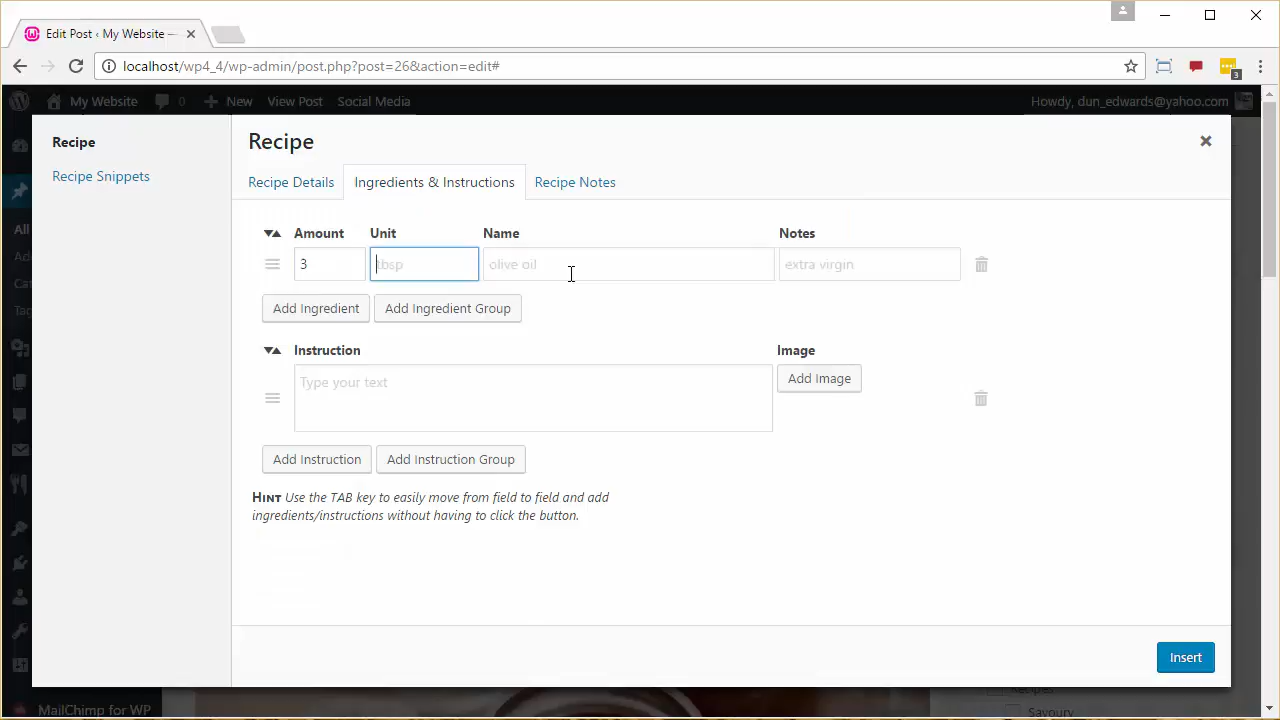 Edit Post ‹ My Website —
localhost/wp4_4/wp-admin/post.php?post=26&action=edit#
3
My Website 0 New View Post Social Media Howdy, dun_edwards@yahoo.com
Recipe
Recipe Snippets
Recipe
Recipe Details Ingredients & Instructions Recipe Notes
Amount Unit Name Notes
3 tbsp olive oil extra virgin
Add Ingredient Add Ingredient Group
Instruction Image
Type your text Add Image
Add Instruction Add Instruction Group
HINT Use the TAB key to easily move from field to field and add
ingredients/instructions without having to click the button.
Insert
All
MailChimp for WP
Savoury